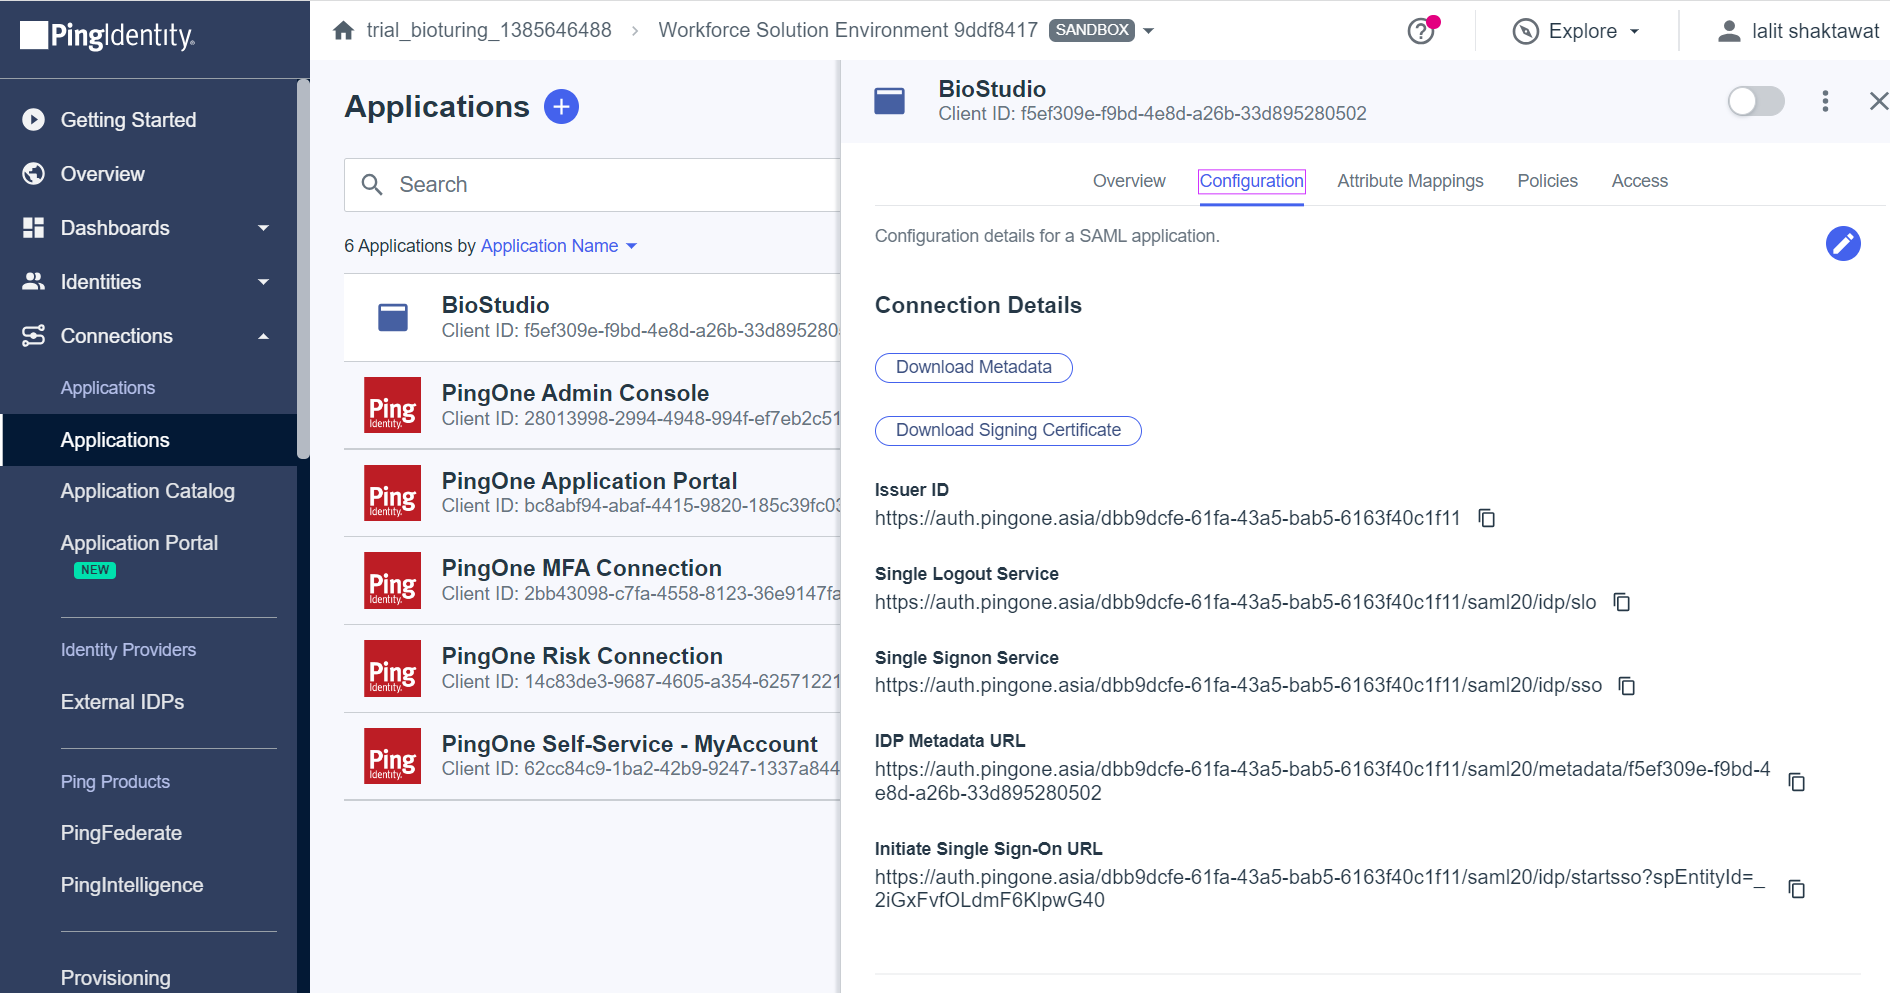 PingIdentity.
trial_bioturing_1385646488 > Workforce Solution Environment 9ddf8417 SANDBOX
Explore
lalit shaktawat
Getting Started
Overview
Dashboards
Identities
Connections
Applications
Applications
Application Catalog
Application Portal
NEW
Identity Providers
External IDPs
Ping Products
PingFederate
PingIntelligence
Provisioning
Applications
Search
6 Applications by Application Name
BioStudio
Client ID: f5ef309e-f9bd-4e8d-a26b-33d895280
Ping
Identity.
PingOne Admin Console
Client ID: 28013998-2994-4948-994f-ef7eb2c51
Ping
Identity.
PingOne Application Portal
Client ID: bc8abf94-abaf-4415-9820-185c39fc03
Ping
Identity.
PingOne MFA Connection
Client ID: 2bb43098-c7fa-4558-8123-36e9147fa
Ping
Identity.
PingOne Risk Connection
Client ID: 14c83de3-9687-4605-a354-62571221
Ping
Identity.
PingOne Self-Service - MyAccount
Client ID: 62cc84c9-1ba2-42b9-9247-1337a844
BioStudio
Client ID: f5ef309e-f9bd-4e8d-a26b-33d895280502
Overview Configuration Attribute Mappings Policies Access
Configuration details for a SAML application.
Connection Details
Download Metadata
Download Signing Certificate
Issuer ID
https://auth.pingone.asia/dbb9dcfe-61fa-43a5-bab5-6163f40c1f11
Single Logout Service
https://auth.pingone.asia/dbb9dcfe-61fa-43a5-bab5-6163f40c1f11/saml20/idp/slo
Single Signon Service
https://auth.pingone.asia/dbb9dcfe-61fa-43a5-bab5-6163f40c1f11/saml20/idp/sso
IDP Metadata URL
https://auth.pingone.asia/dbb9dcfe-61fa-43a5-bab5-6163f40c1f11/saml20/metadata/f5ef309e-f9bd-4
e8d-a26b-33d895280502
Initiate Single Sign-On URL
https://auth.pingone.asia/dbb9dcfe-61fa-43a5-bab5-6163f40c1f11/saml20/idp/startsso?spEntityId=_
2iGxFvfOLdmF6KlpwG40